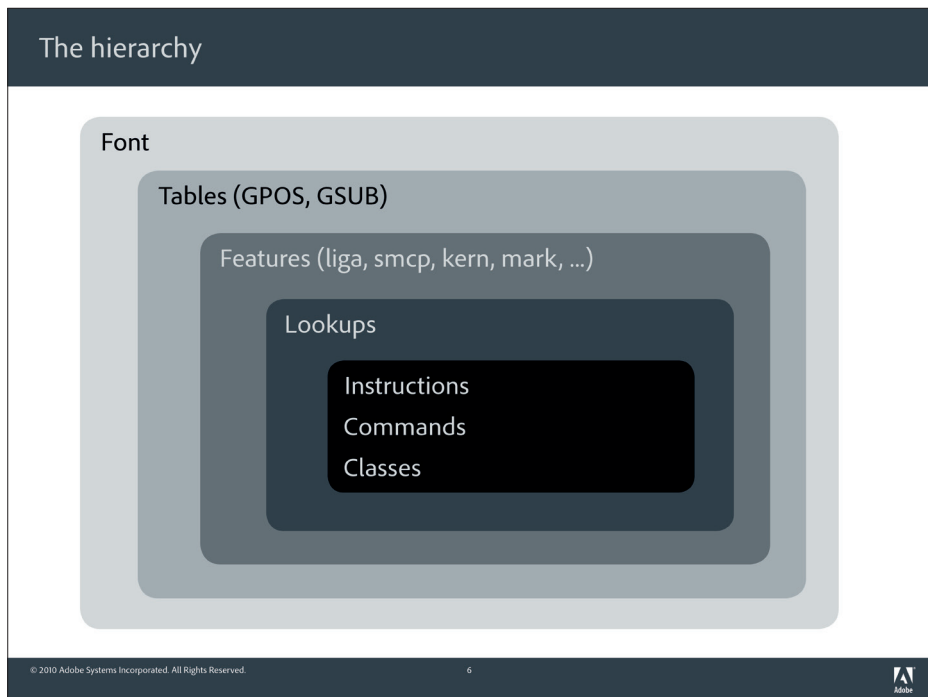 The hierarchy
Font
Tables (GPOS, GSUB)
Features (liga, smcp, kern, mark, ...)
Lookups
Instructions
Commands
Classes
© 2010 Adobe Systems Incorporated. All Rights Reserved.
6
Adobe